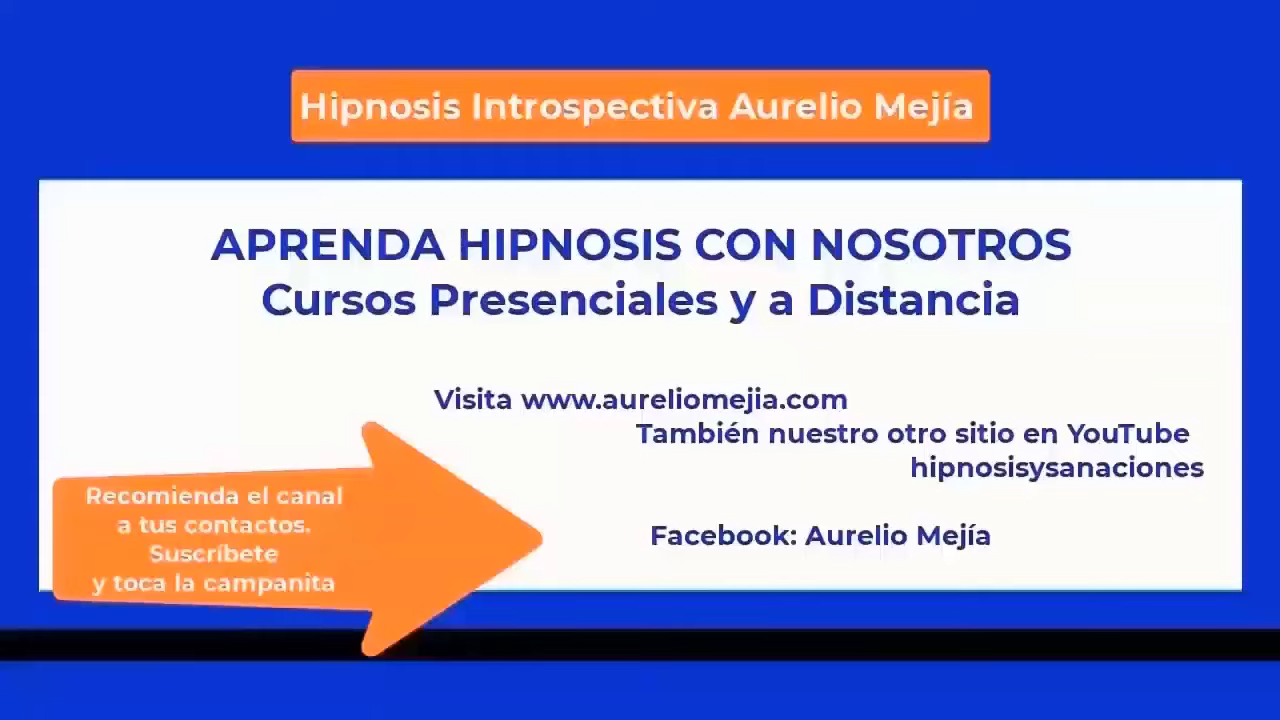 Hipnosis Introspectiva Aurelio Mejía
APRENDA HIPNOSIS CON NOSOTROS
Cursos Presenciales y a Distancia
Visita www.aureliomejia.com
También nuestro otro sitio en YouTube
hipnosisysanaciones
Recomienda el canal
a tus contactos.
Suscríbete
y toca la campanita
Facebook: Aurelio Mejía